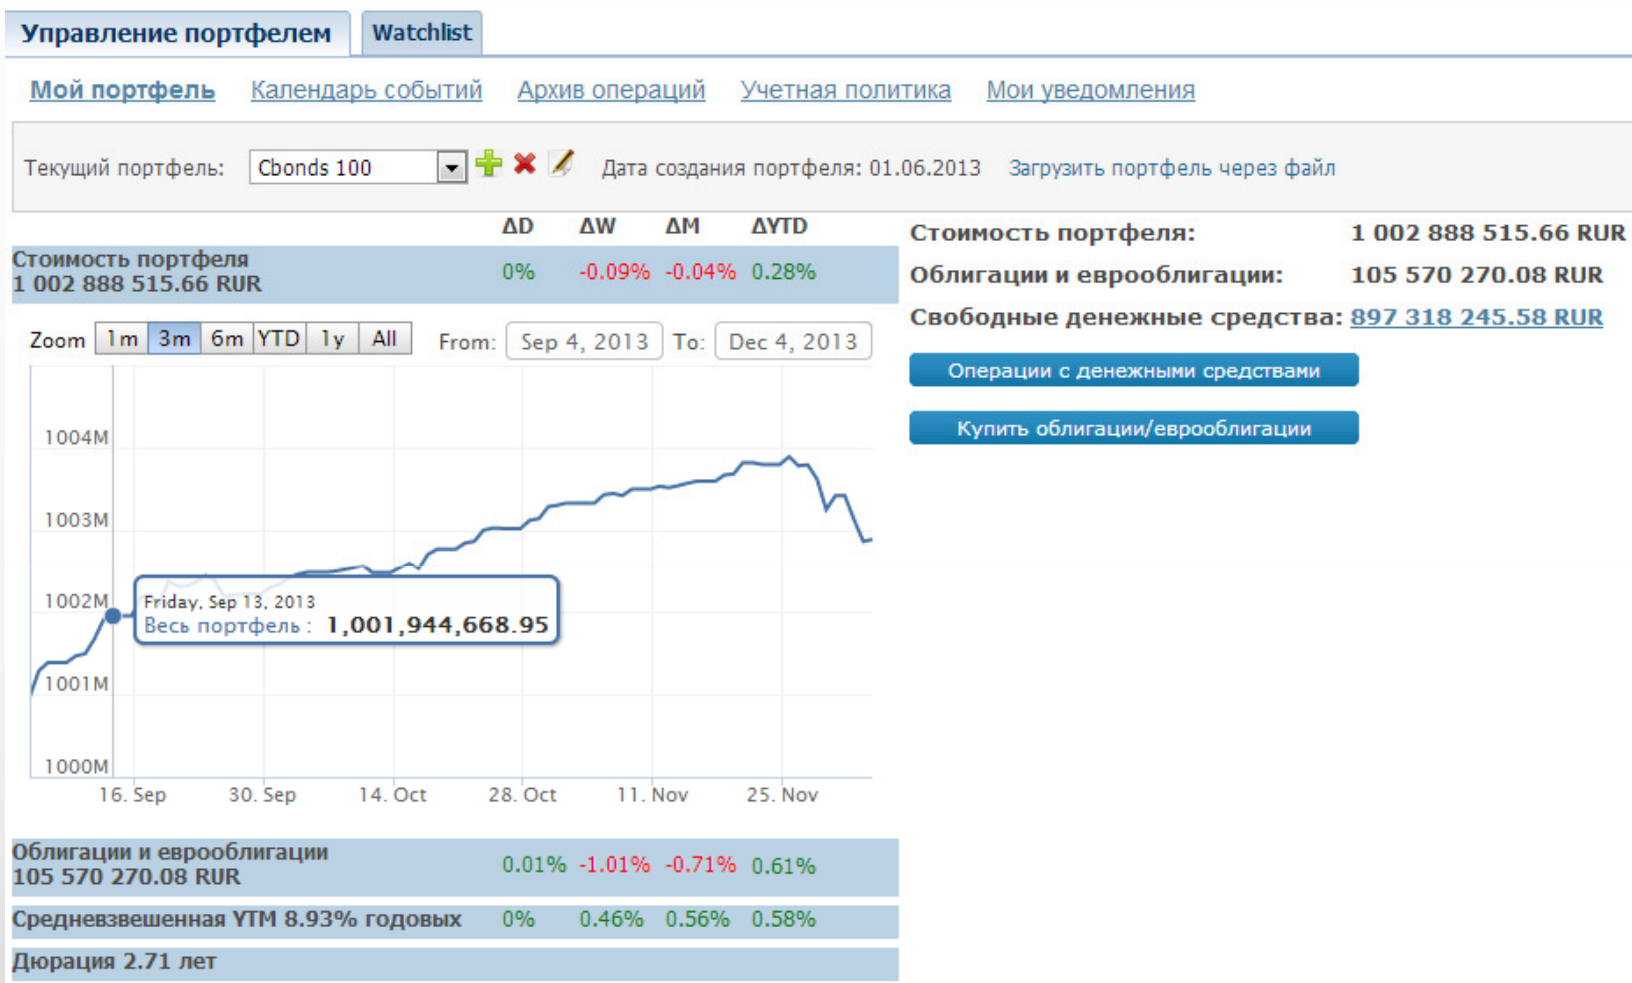 Управление портфелем Watchlist
Мой портфель Календарь событий Архив операций Учетная политика Мои уведомления
Текущий портфель: Cbonds 100 Дата создания портфеля: 01.06.2013 Загрузить портфель через файл
ΔD ΔW ΔM ΔYTD
Стоимость портфеля
1 002 888 515.66 RUR 0% -0.09% -0.04% 0.28%
Стоимость портфеля: 1 002 888 515.66 RUR
Облигации и еврооблигации: 105 570 270.08 RUR
Свободные денежные средства: 897 318 245.58 RUR
Операции с денежными средствами
Купить облигации/еврооблигации
Zoom 1m 3m 6m YTD 1y All From: Sep 4, 2013 To: Dec 4, 2013
1004M
1003M
1002M
Friday, Sep 13, 2013
Весь портфель : 1,001,944,668.95
1001M
1000M
16. Sep 30. Sep 14. Oct 28. Oct 11. Nov 25. Nov
Облигации и еврооблигации
105 570 270.08 RUR 0.01% -1.01% -0.71% 0.61%
Средневзвешенная YTM 8.93% годовых 0% 0.46% 0.56% 0.58%
Дюрация 2.71 лет